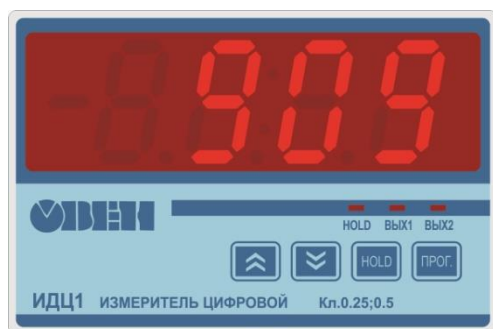 909
ОВЕН
HOLD ВЫХ1 ВЫХ2
HOLD ПРОГ.
ИДЦ1 ИЗМЕРИТЕЛЬ ЦИФРОВОЙ Кл.0.25;0.5